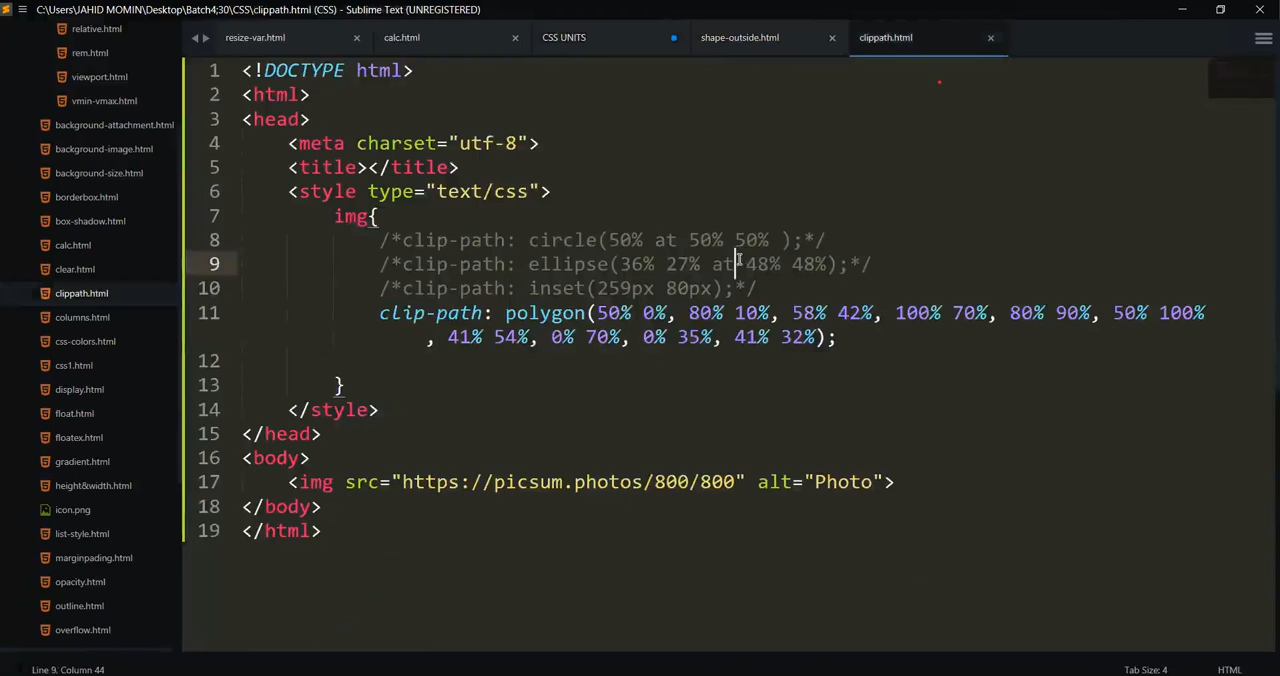 C:\Users\JAHID MOMIN\Desktop\Batch4;30\CSS\clippath.html (CSS) - Sublime Text (UNREGISTERED)
relative.html
rem.html
viewport.html
vmin-vmax.html
background-attachment.html
background-image.html
background-size.html
borderbox.html
box-shadow.html
calc.html
clear.html
clippath.html
columns.html
css-colors.html
css1.html
display.html
float.html
floatex.html
gradient.html
height&width.html
icon.png
list-style.html
marginpading.html
opacity.html
outline.html
overflow.html
resize-var.html
calc.html
CSS UNITS
shape-outside.html
clippath.html
1 <!DOCTYPE html>
2 <html>
3 <head>
4 <meta charset="utf-8">
5 <title></title>
6 <style type="text/css">
7 img{
8 /*clip-path: circle(50% at 50% 50% );*/
9 /*clip-path: ellipse(36% 27% at 48% 48%);*/
10 /*clip-path: inset(259px 80px);*/
11 clip-path: polygon(50% 0%, 80% 10%, 58% 42%, 100% 70%, 80% 90%, 50% 100%
, 41% 54%, 0% 70%, 0% 35%, 41% 32%);
12
13 }
14 </style>
15 </head>
16 <body>
17 <img src="https://picsum.photos/800/800" alt="Photo">
18 </body>
19 </html>
Line 9, Column 44
Tab Size: 4
HTML